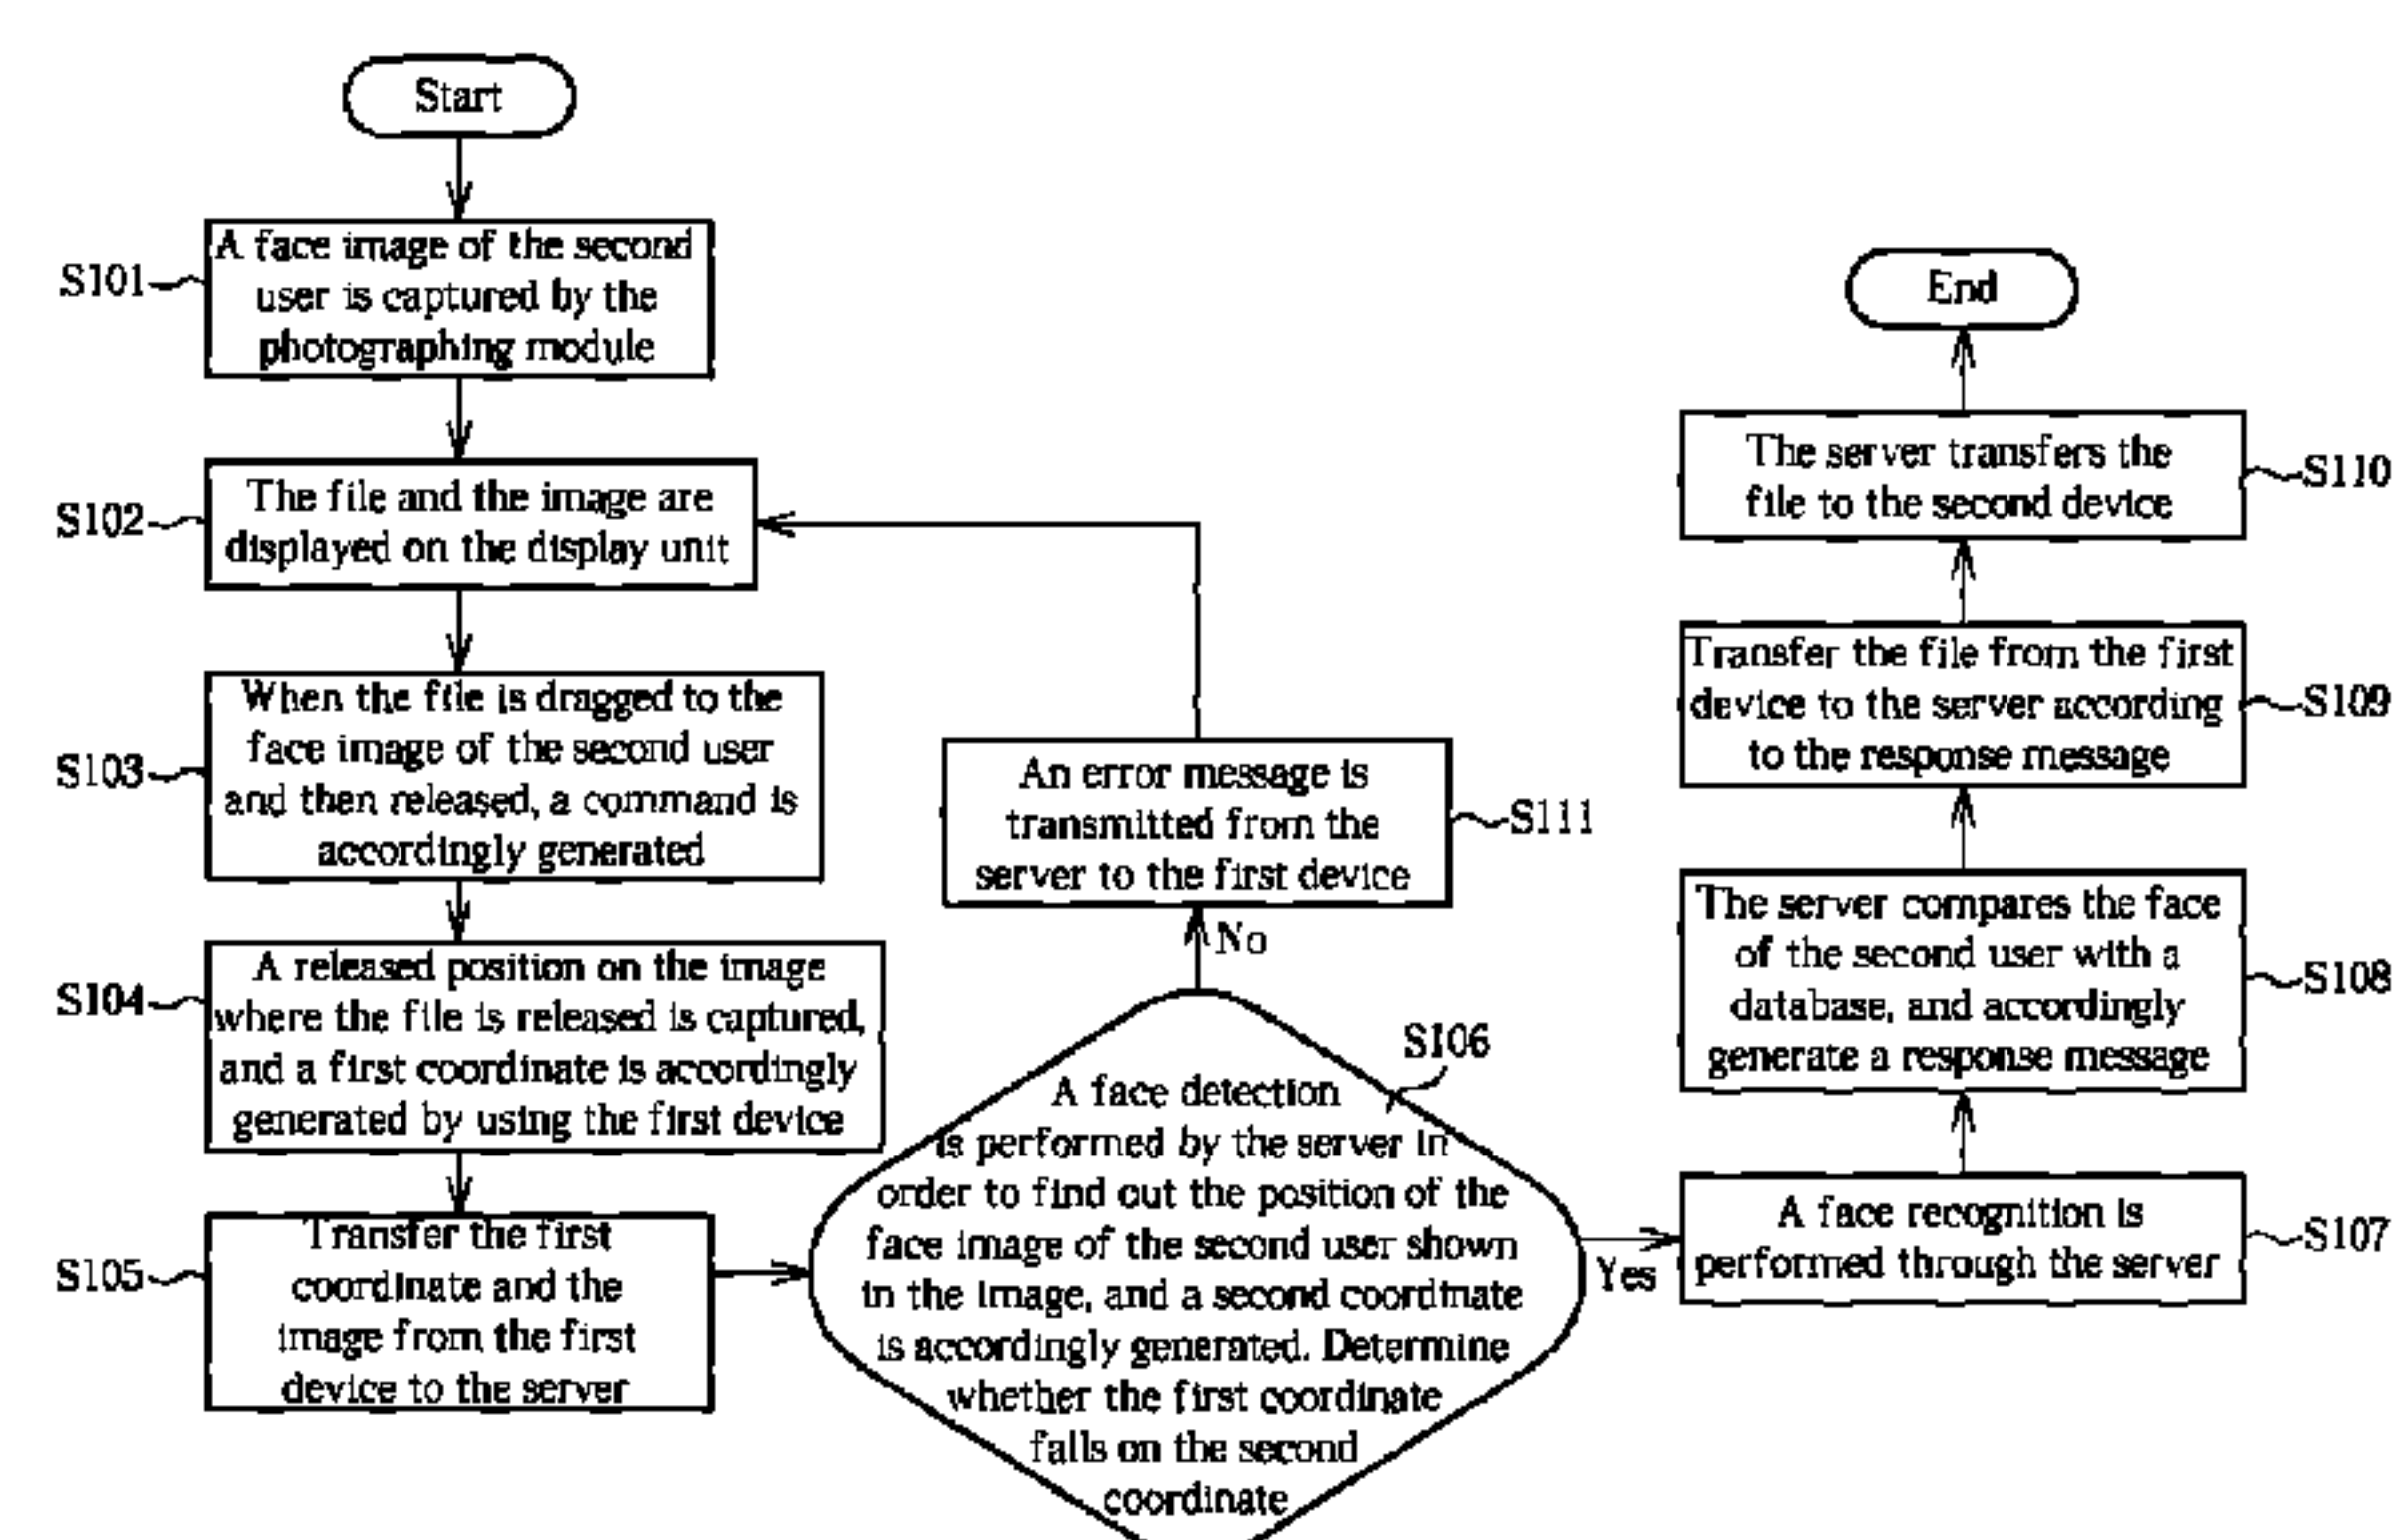 Start
S101
A face image of the second
user is captured by the
photographing module
S102
The file and the image are
displayed on the display unit
S103
When the file is dragged to the
face image of the second user
and then released, a command is
accordingly generated
S104
A released position on the image
where the file is released is captured,
and a first coordinate is accordingly
generated by using the first device
S105
Transfer the first
coordinate and the
image from the first
device to the server
S106
A face detection
is performed by the server in
order to find out the position of the
face image of the second user shown
in the image, and a second coordinate
is accordingly generated. Determine
whether the first coordinate
falls on the second
coordinate
No
An error message is
transmitted from the
server to the first device
S111
Yes
A face recognition is
performed through the server
S107
The server compares the face
of the second user with a
database, and accordingly
generate a response message
S108
Transfer the file from the first
device to the server according
to the response message
S109
The server transfers the
file to the second device
S110
End